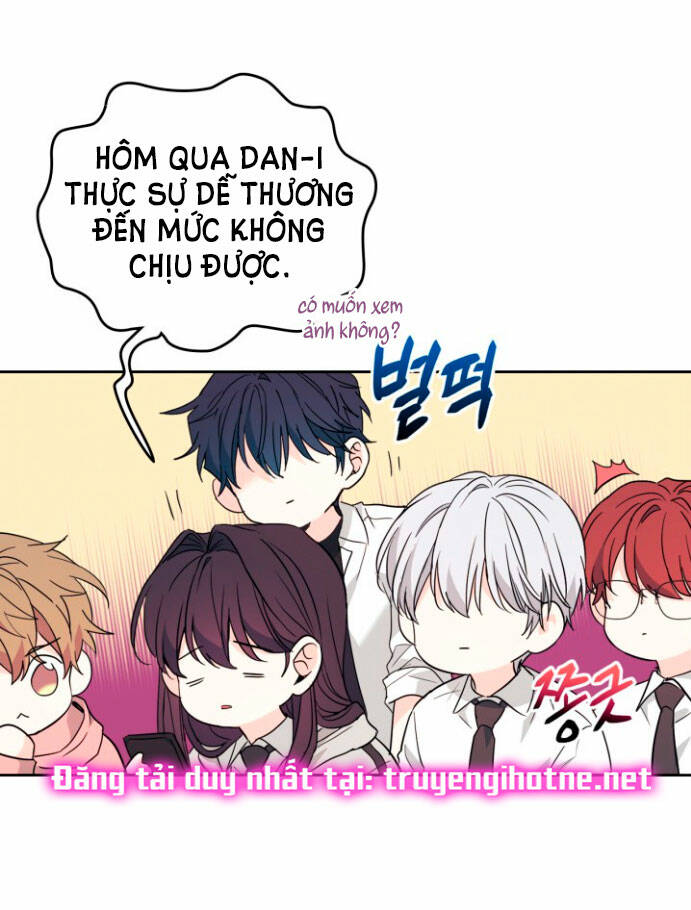 HÔM QUA DAN-I
THỰC SỰ DỄ THƯƠNG
ĐẾN MỨC KHÔNG
CHỊU ĐƯỢC.
có muốn xem
ảnh không?
벌떡
쫑긋
Đăng tải duy nhất tại: truyengihotne.net